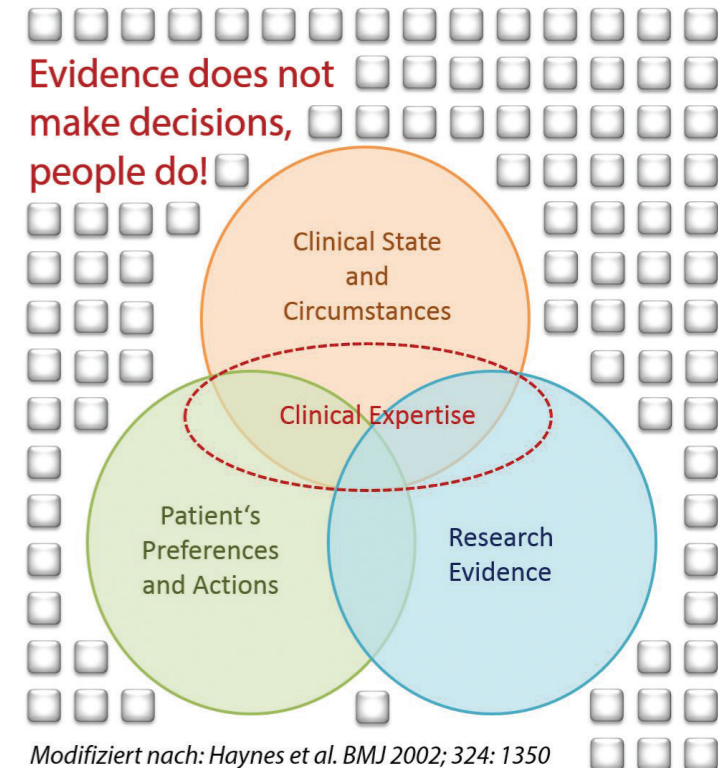 Evidence does not
make decisions,
people do!
Clinical State
and
Circumstances
Clinical Expertise
Patient‘s
Preferences
and Actions
Research
Evidence
Modifiziert nach: Haynes et al. BMJ 2002; 324: 1350